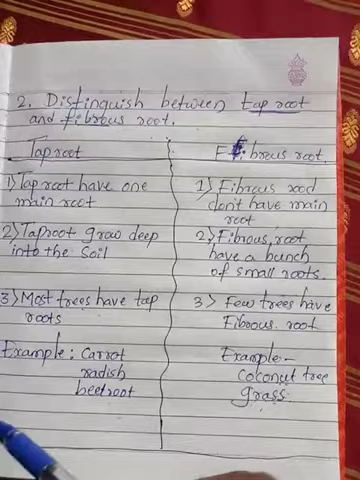 2. Distinguish between tap root
and fibrous root.
Taproot
1) Tap root have one
main root
2) Taproot grow deep
into the Soil
3) Most trees have tap
roots
Example: Carrot
radish
beetroot
Fibrous root.
1) Fibrous rood
don't have main
root
2) Fibrous, root
have a bunch
of small roots.
3) Few trees have
Fibrous root
Example-
coconut tree
grass.